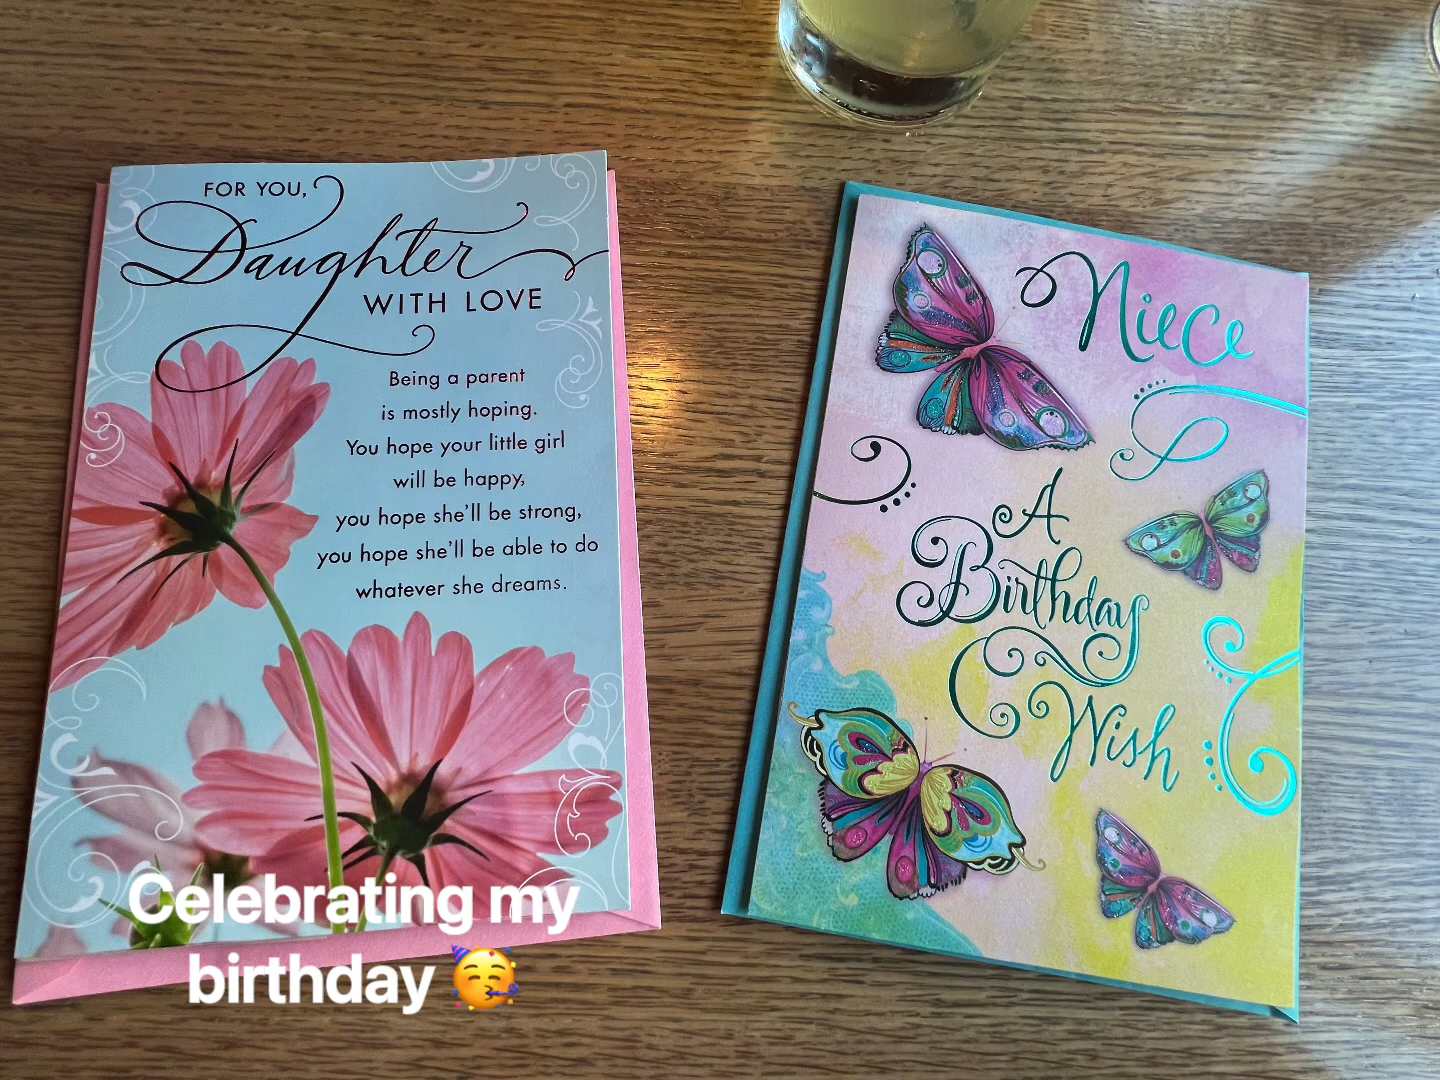 FOR YOU,
Daughter
WITH LOVE
Being a parent
is mostly hoping.
You hope your little girl
will be happy,
you hope she'll be strong,
you hope she'll be able to do
whatever she dreams.
Niece
A
Birthday
Wish
Celebrating my
birthday 🥳